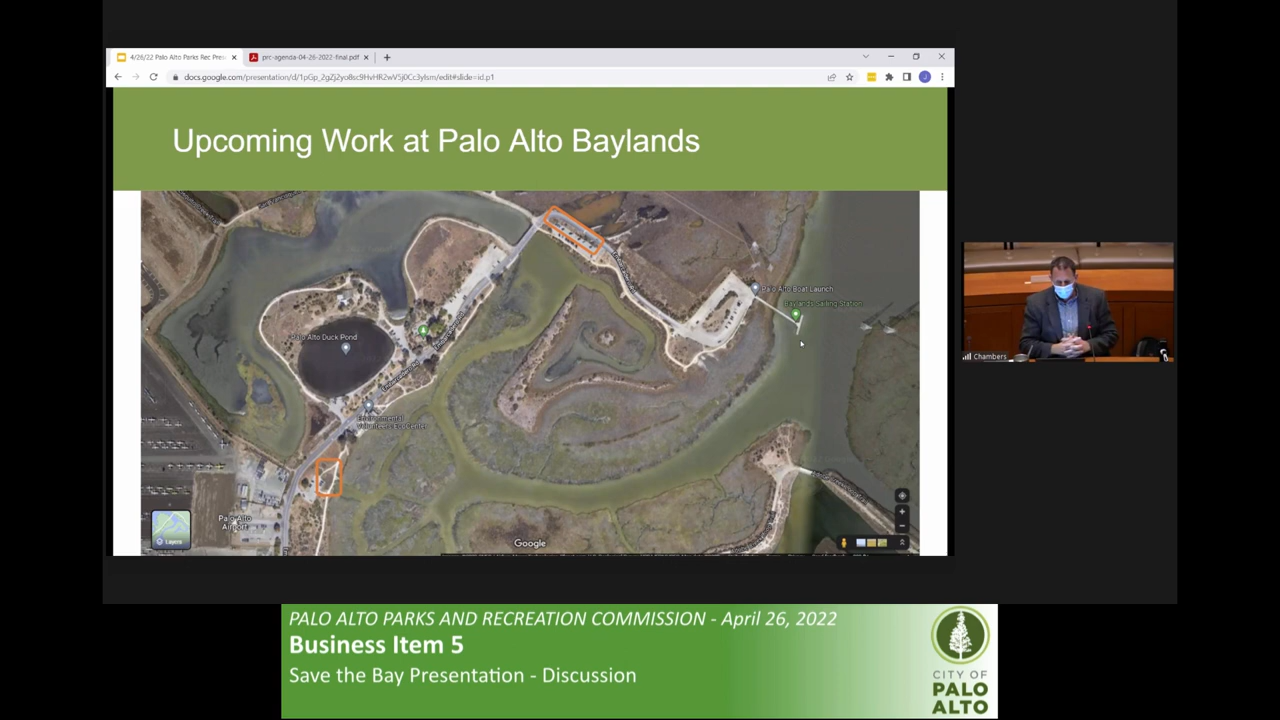 4/26/22 Palo Alto Parks Rec Pres
prc-agenda-04-26-2022-final.pdf
Upcoming Work at Palo Alto Baylands
Palo Alto Boat Launch
Baylands Sailing Station
Palo Alto Duck Pond
Environmental
Volunteers EcoCenter
Palo Alto
Airport
Layers
Google
Chambers
PALO ALTO PARKS AND RECREATION COMMISSION - April 26, 2022
Business Item 5
Save the Bay Presentation - Discussion
CITY OF
PALO
ALTO